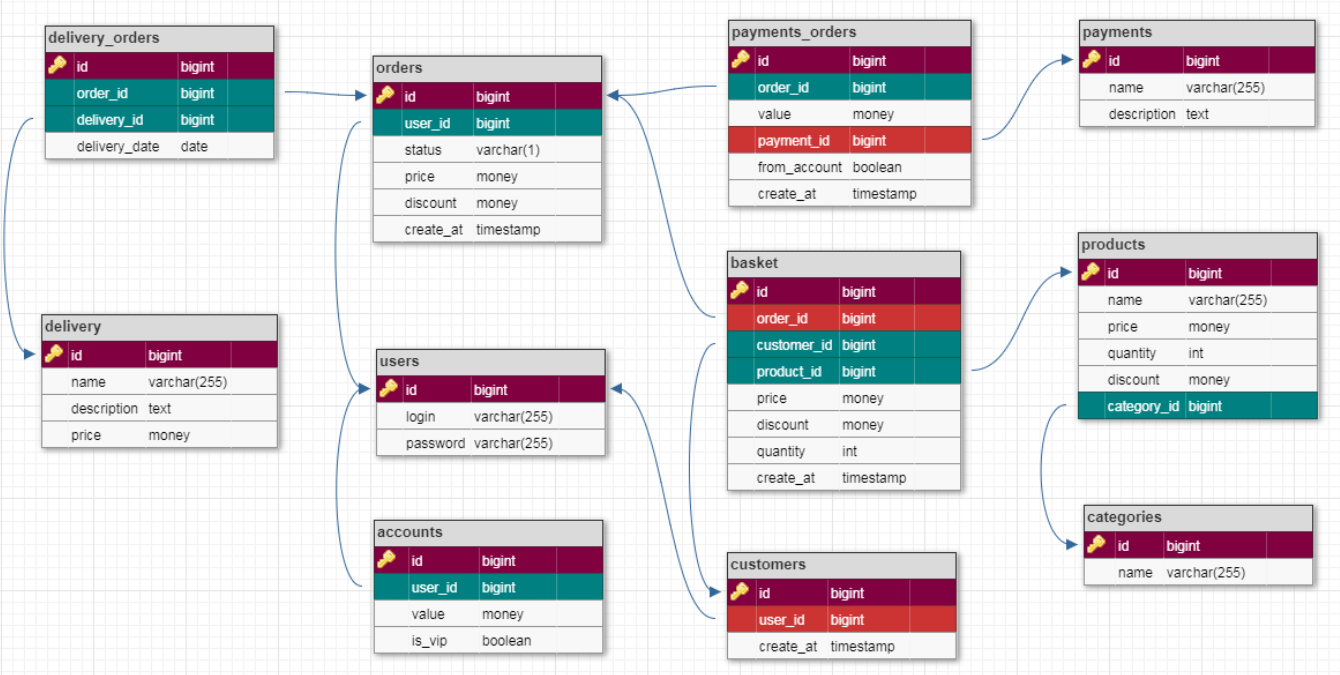 delivery_orders
id bigint
order_id bigint
delivery_id bigint
delivery_date date
orders
id bigint
user_id bigint
status varchar(1)
price money
discount money
create_at timestamp
payments_orders
id bigint
order_id bigint
value money
payment_id bigint
from_account boolean
create_at timestamp
payments
id bigint
name varchar(255)
description text
delivery
id bigint
name varchar(255)
description text
price money
users
id bigint
login varchar(255)
password varchar(255)
basket
id bigint
order_id bigint
customer_id bigint
product_id bigint
price money
discount money
quantity int
create_at timestamp
products
id bigint
name varchar(255)
price money
quantity int
discount money
category_id bigint
accounts
id bigint
user_id bigint
value money
is_vip boolean
customers
id bigint
user_id bigint
create_at timestamp
categories
id bigint
name varchar(255)